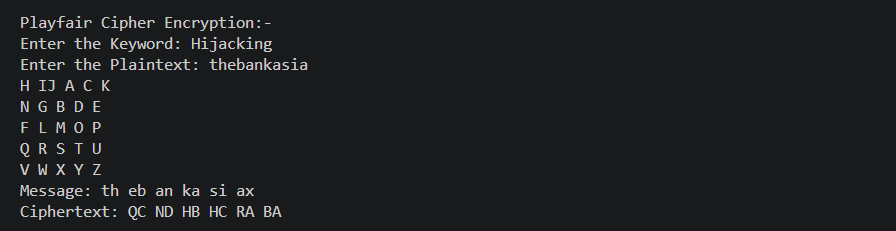 Playfair Cipher Encryption:-
Enter the Keyword: Hijacking
Enter the Plaintext: thebankasia
H IJ A C K
N G B D E
F L M O P
Q R S T U
V W X Y Z
Message: th eb an ka si ax
Ciphertext: QC ND HB HC RA BA